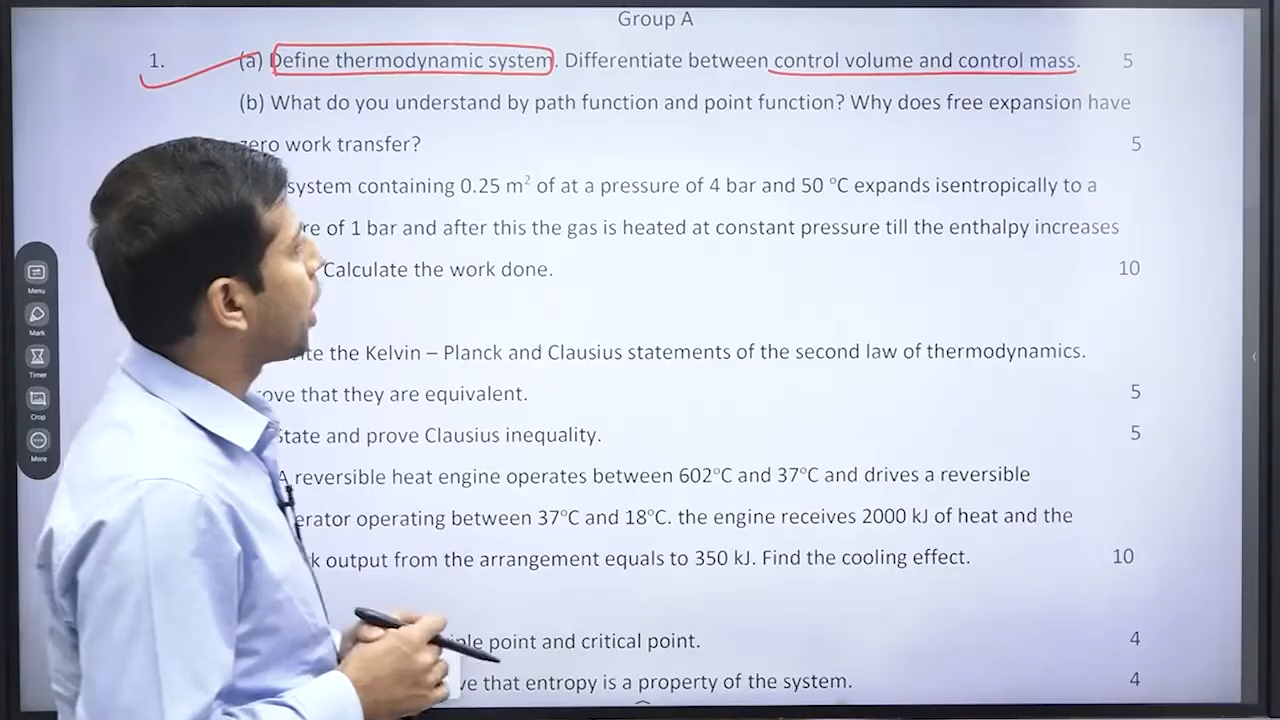 Group A
1. (a) Define thermodynamic system. Differentiate between control volume and control mass. 5
(b) What do you understand by path function and point function? Why does free expansion have
zero work transfer? 5
system containing 0.25 m² of at a pressure of 4 bar and 50 °C expands isentropically to a
of 1 bar and after this the gas is heated at constant pressure till the enthalpy increases
Calculate the work done. 10
Menu
Mark
Timer
Crop
More
the Kelvin – Planck and Clausius statements of the second law of thermodynamics.
that they are equivalent. 5
State and prove Clausius inequality. 5
A reversible heat engine operates between 602°C and 37°C and drives a reversible
operating between 37°C and 18°C. the engine receives 2000 kJ of heat and the
output from the arrangement equals to 350 kJ. Find the cooling effect. 10
point and critical point. 4
that entropy is a property of the system. 4